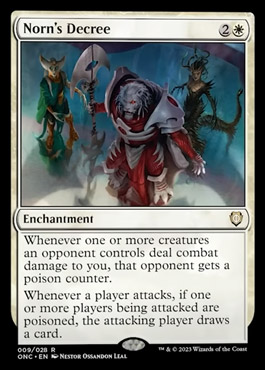 Norn's Decree 2
Enchantment
Whenever one or more creatures
an opponent controls deal combat
damage to you, that opponent gets a
poison counter.
Whenever a player attacks, if one
or more players being attacked are
poisoned, the attacking player draws
a card.
009/028 R
ONC • EN Nestor Ossandon Leal
™ & © 2023 Wizards of the Coast